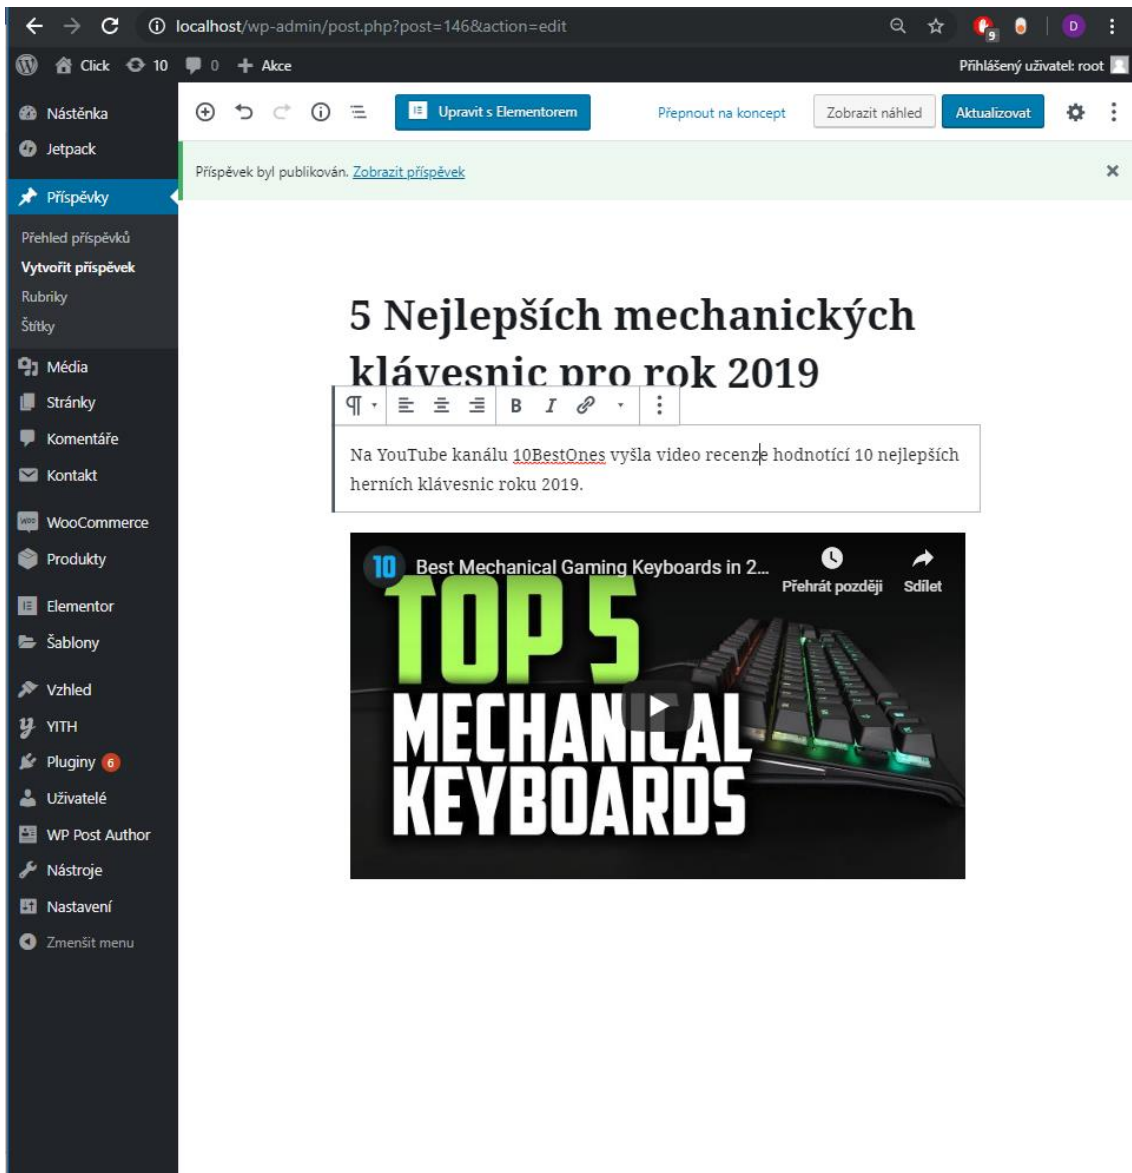 localhost/wp-admin/post.php?post=146&action=edit
9
D
Click 10 0 + Akce Přihlášený uživatel: root
Nástěnka
Jetpack
Příspěvky
Přehled příspěvků
Vytvořit příspěvek
Rubriky
Štítky
Média
Stránky
Komentáře
Kontakt
WooCommerce
Produkty
Elementor
Šablony
Vzhled
YITH
Pluginy 6
Uživatelé
WP Post Author
Nástroje
Nastavení
Zmenšit menu
Upravit s Elementorem Přepnout na koncept Zobrazit náhled Aktualizovat
Příspěvek byl publikován. Zobrazit příspěvek
5 Nejlepších mechanických
klávesnic pro rok 2019
B I
Na YouTube kanálu 10BestOnes vyšla video recenze hodnotící 10 nejlepších
herních klávesnic roku 2019.
10 Best Mechanical Gaming Keyboards in 2...
Přehrát později Sdílet
TOP 5
MECHANICAL
KEYBOARDS